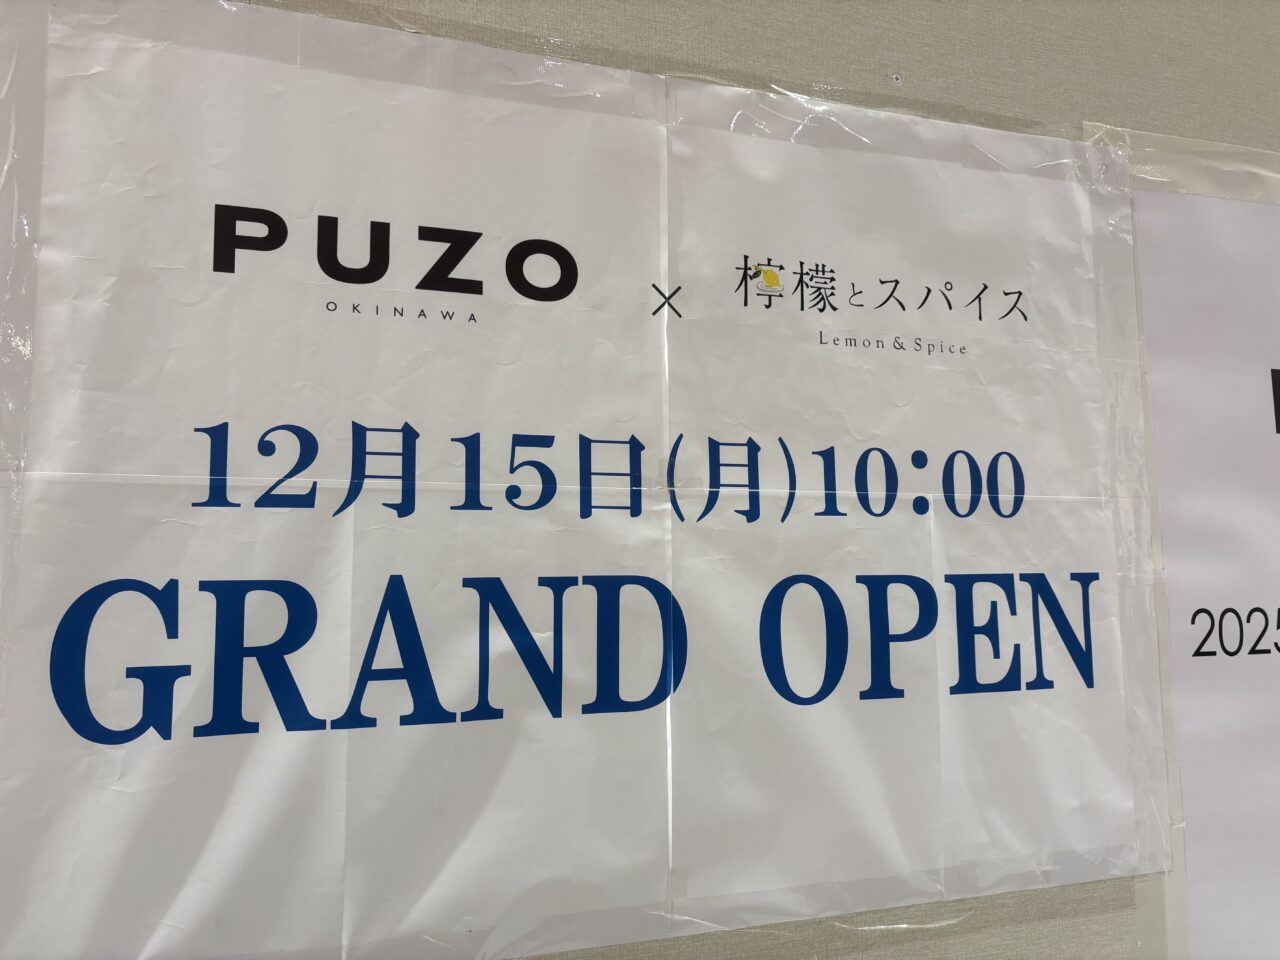 PUZO
OKINAWA
×
檸檬とスパイス
Lemon & Spice
12月15日(月)10:00
GRAND OPEN
2025